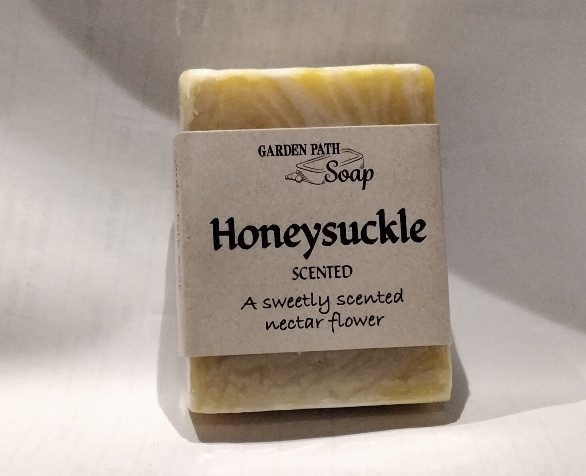 GARDEN PATH
Soap
Honeysuckle
SCENTED
A sweetly scented
nectar flower